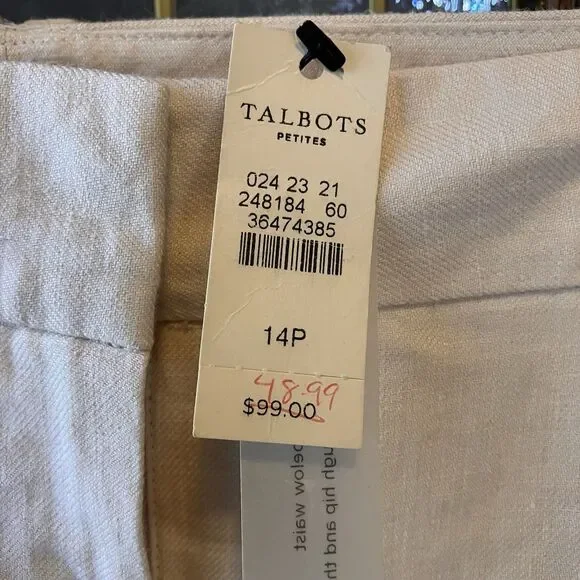 TALBOTS
PETITES
024 23 21
248184 60
36474385
14P
48.99
$99.00
ugh hip and th
below waist